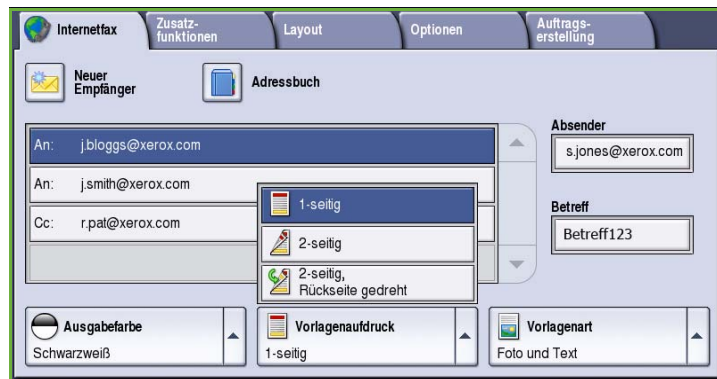 Internetfax
Zusatz-
funktionen
Layout
Optionen
Auftrags-
erstellung
Neuer
Empfänger
Adressbuch
An: j.bloggs@xerox.com
An: j.smith@xerox.com
Cc: r.pat@xerox.com
Absender
s.jones@xerox.com
Betreff
Betreff123
1-seitig
2-seitig
2-seitig,
Rückseite gedreht
Ausgabefarbe
Schwarzweiß
Vorlagenaufdruck
1-seitig
Vorlagenart
Foto und Text